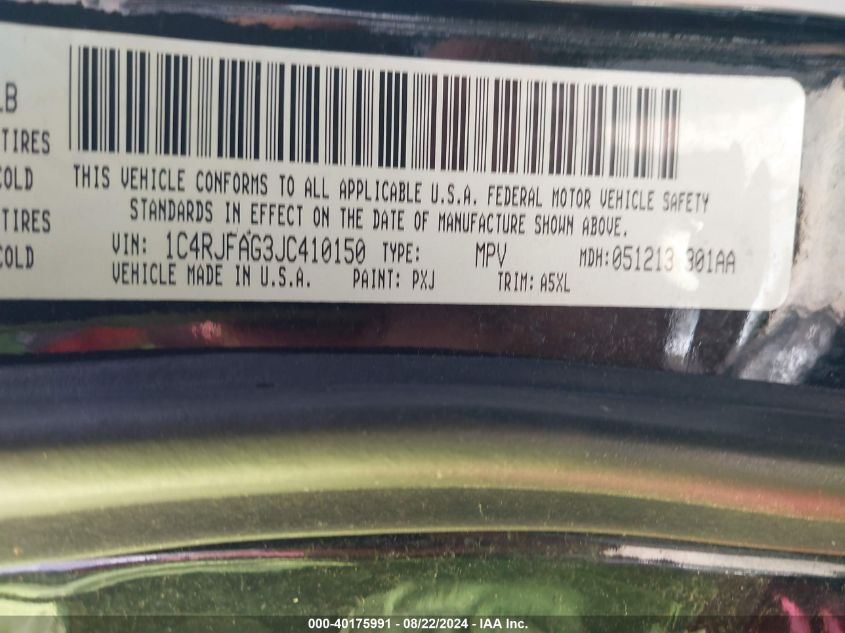 LB
TIRES
COLD
TIRES
COLD
THIS VEHICLE CONFORMS TO ALL APPLICABLE U.S.A. FEDERAL MOTOR VEHICLE SAFETY
STANDARDS IN EFFECT ON THE DATE OF MANUFACTURE SHOWN ABOVE.
VIN: 1C4RJFAG3JC410150 TYPE: MPV MDH:051213 301AA
VEHICLE MADE IN U.S.A. PAINT: PXJ TRIM: A5XL
000-40175991 - 08/22/2024 - IAA Inc.